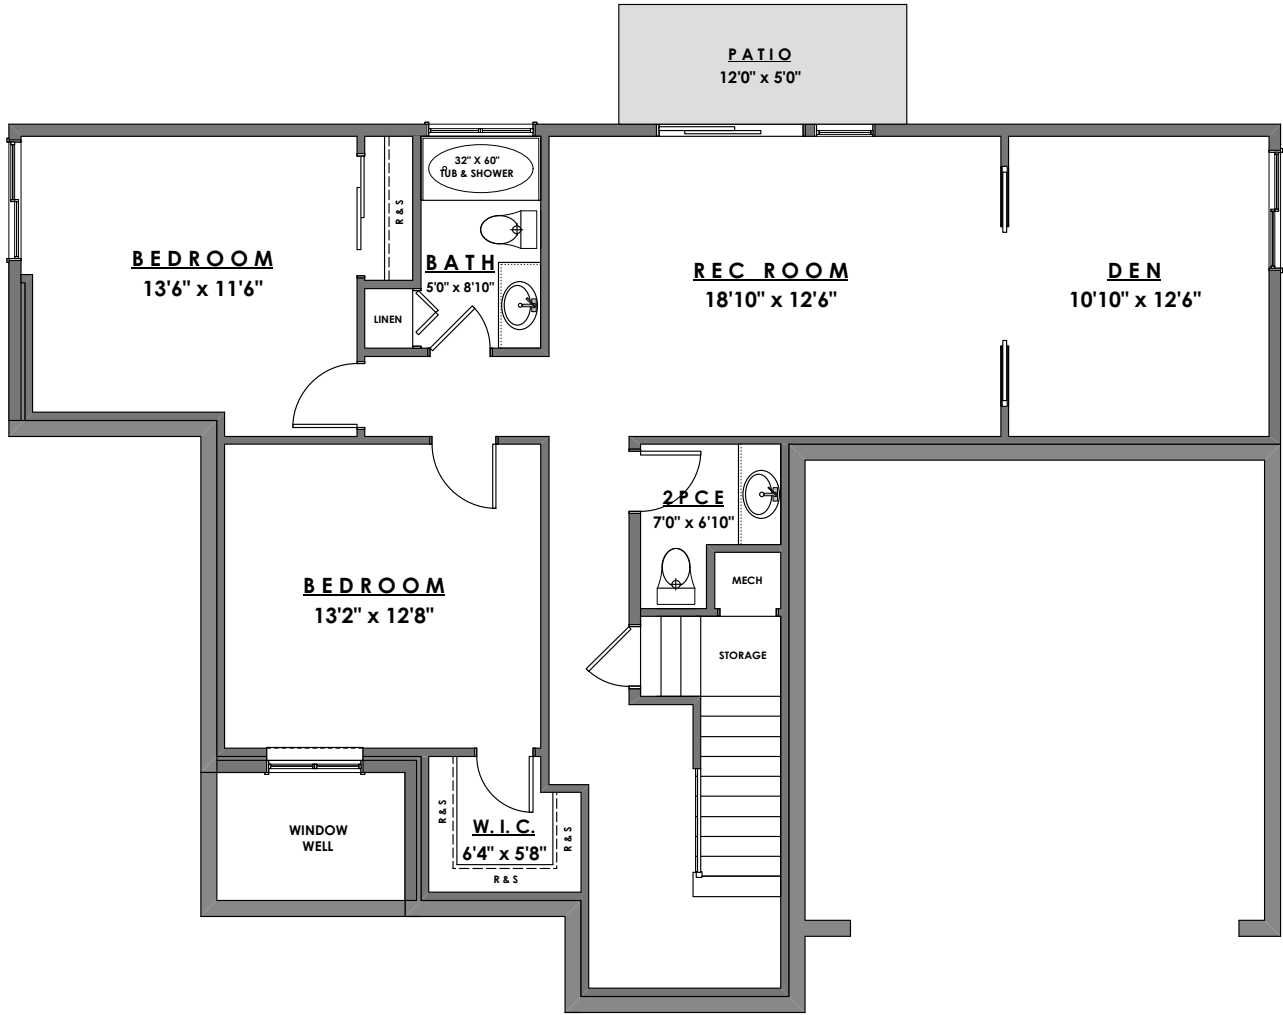 PATIO
12'0" x 5'0"
32" X 60"
TUB & SHOWER
R & S
BEDROOM
13'6" x 11'6"
BATH
5'0" x 8'10"
LINEN
REC ROOM
18'10" x 12'6"
DEN
10'10" x 12'6"
2PCE
7'0" x 6'10"
MECH
BEDROOM
13'2" x 12'8"
STORAGE
WINDOW
WELL
R & S
W. I. C.
6'4" x 5'8"
R & S
R & S